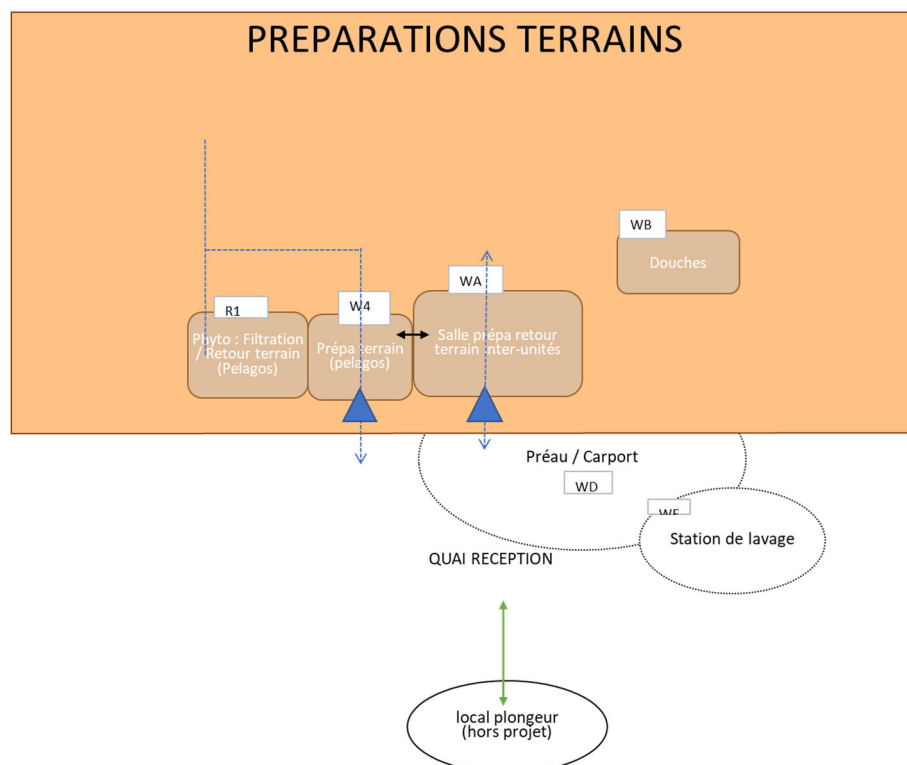 PREPARATIONS TERRAINS
WB
Douches
WA
R1
W4
Phyto : Filtration
/ Retour terrain
(Pelagos)
Prépa terrain
(pelagos)
Salle prépa retour
terrain inter-unités
Préau / Carport
WD
Station de lavage
QUAI RECEPTION
local plongeur
(hors projet)